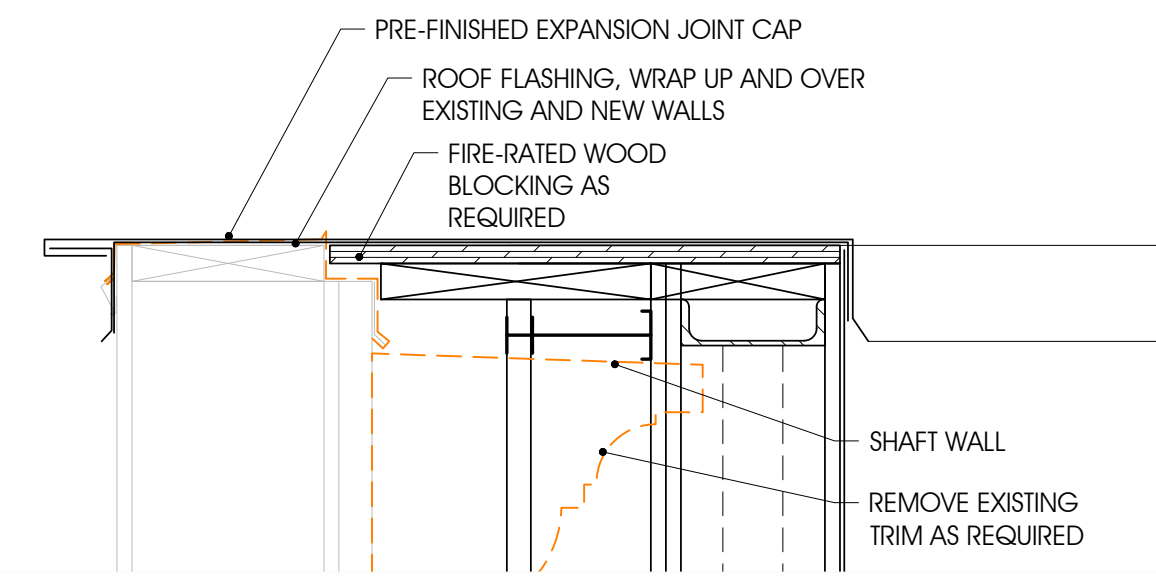 PRE-FINISHED EXPANSION JOINT CAP
ROOF FLASHING, WRAP UP AND OVER
EXISTING AND NEW WALLS
FIRE-RATED WOOD
BLOCKING AS
REQUIRED
SHAFT WALL
REMOVE EXISTING
TRIM AS REQUIRED